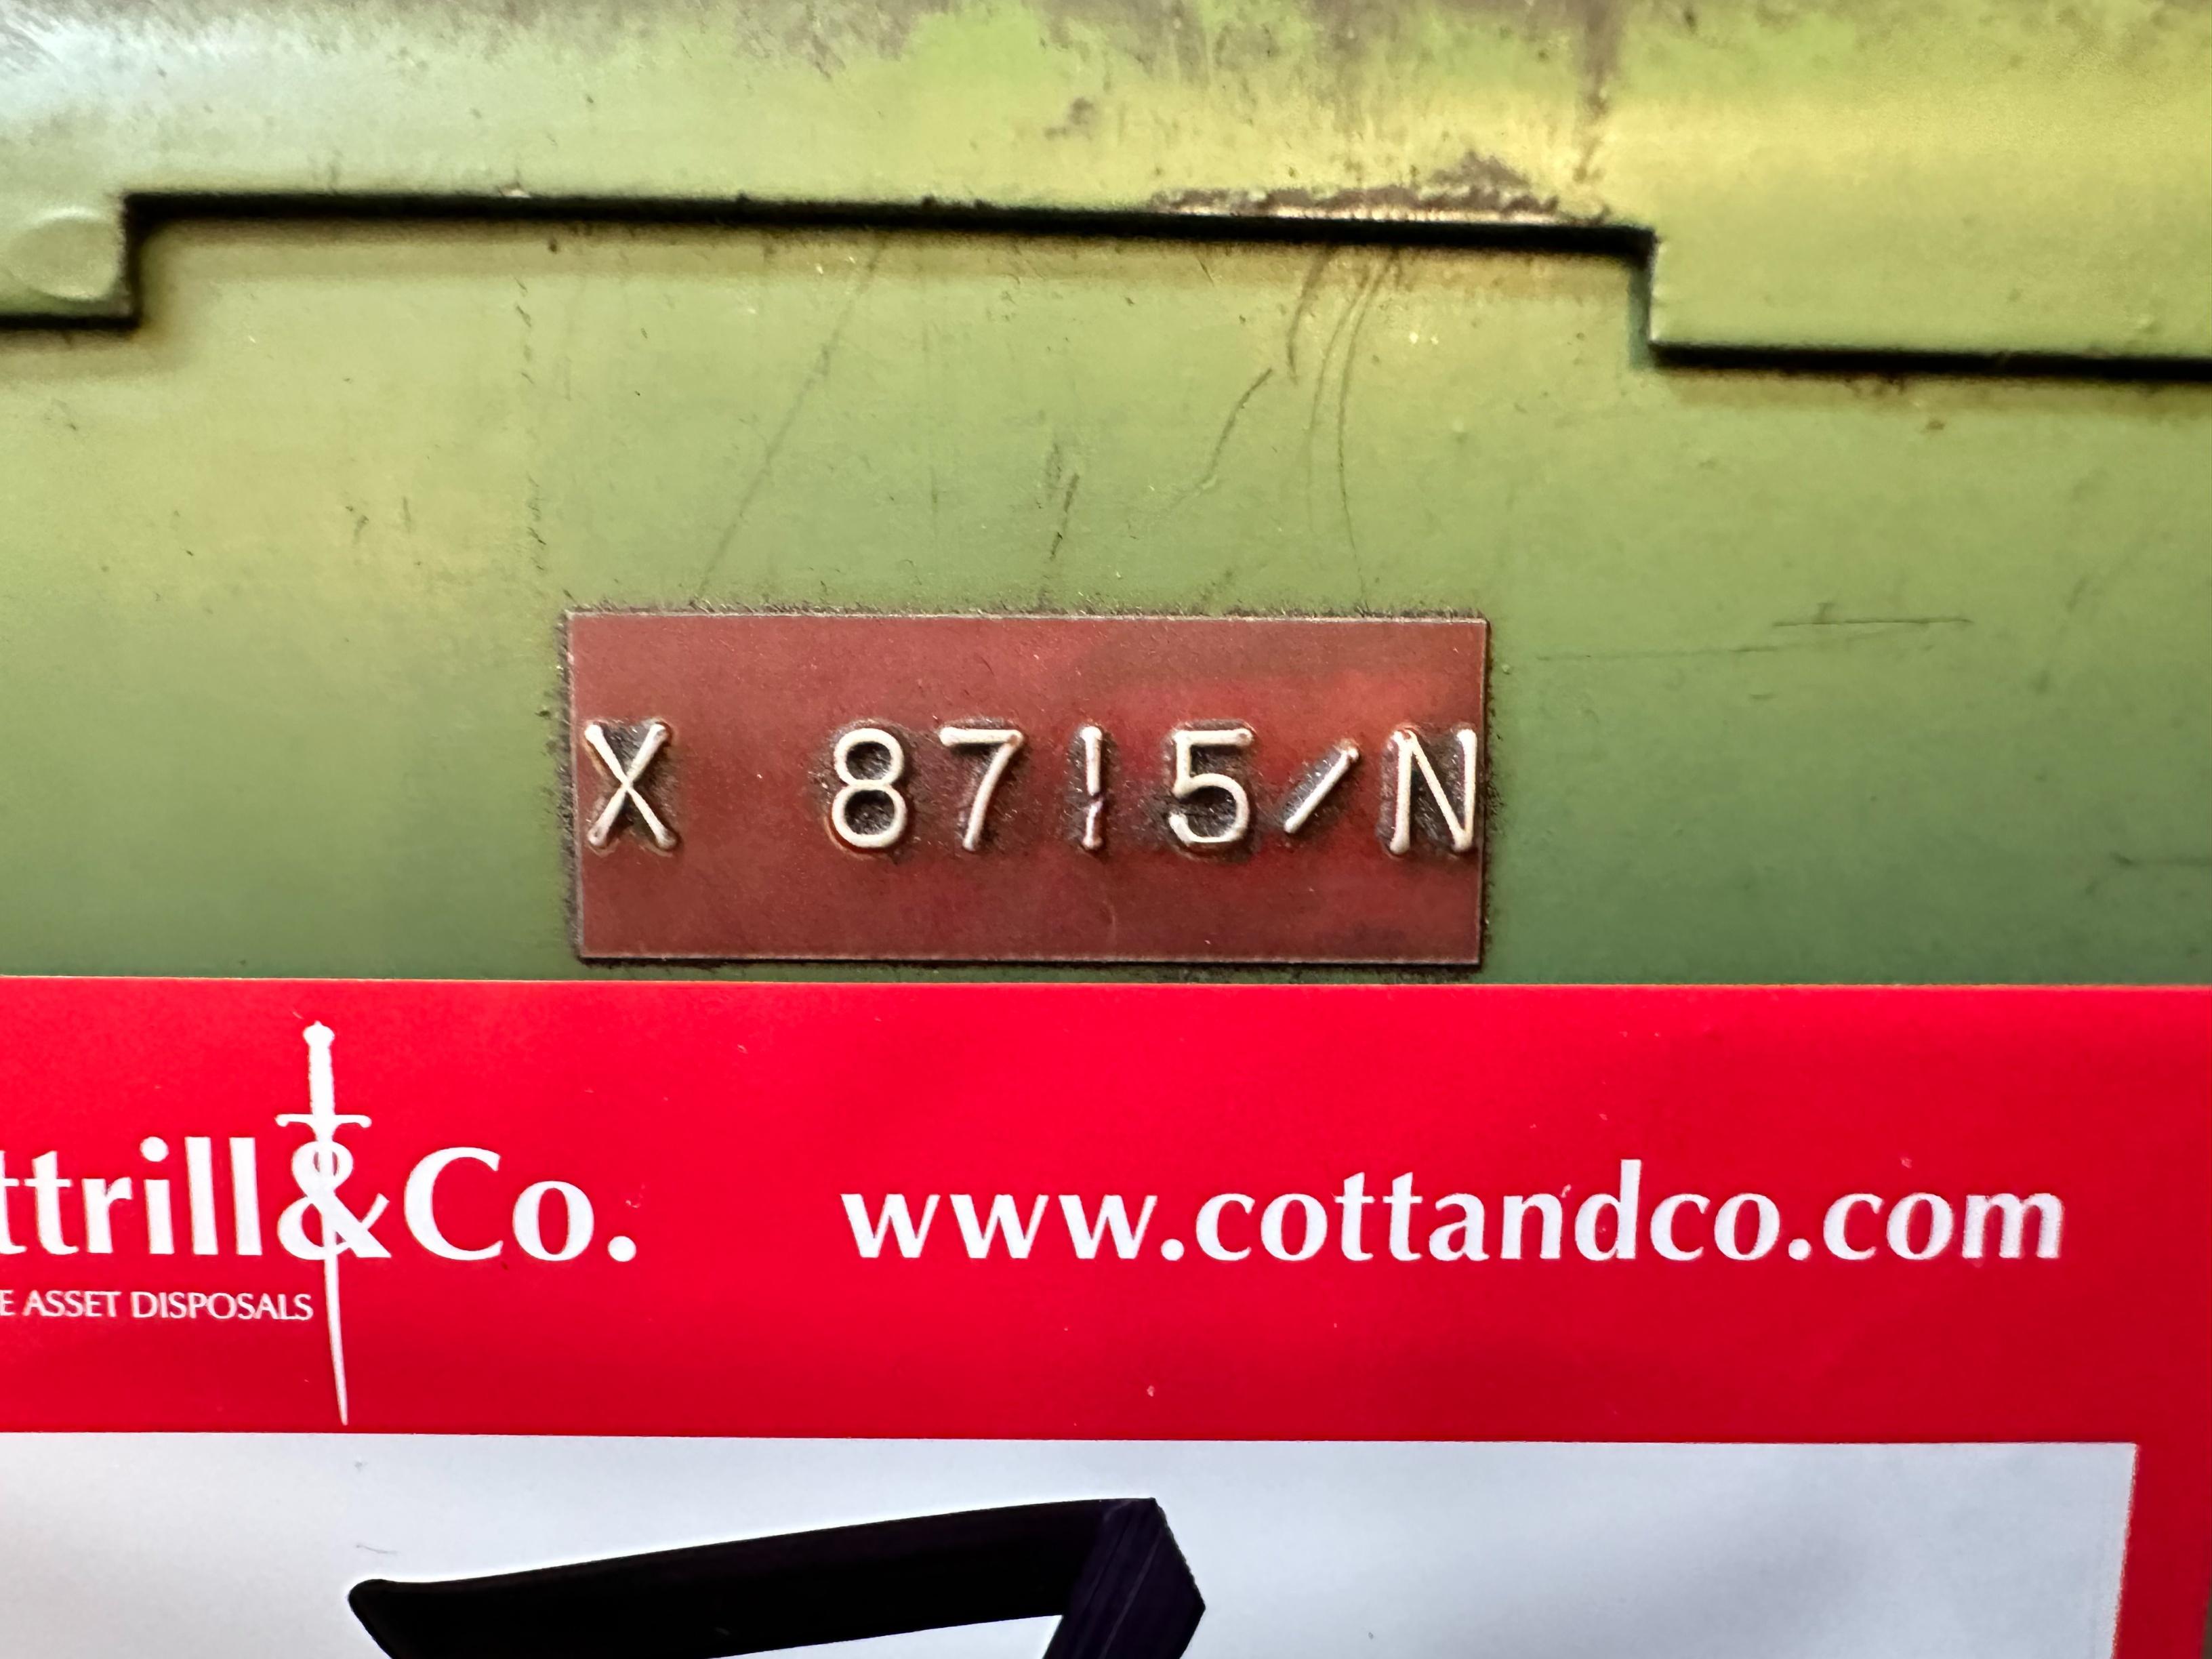 X 8715/N
ttrill&Co. www.cottandco.com
E ASSET DISPOSALS